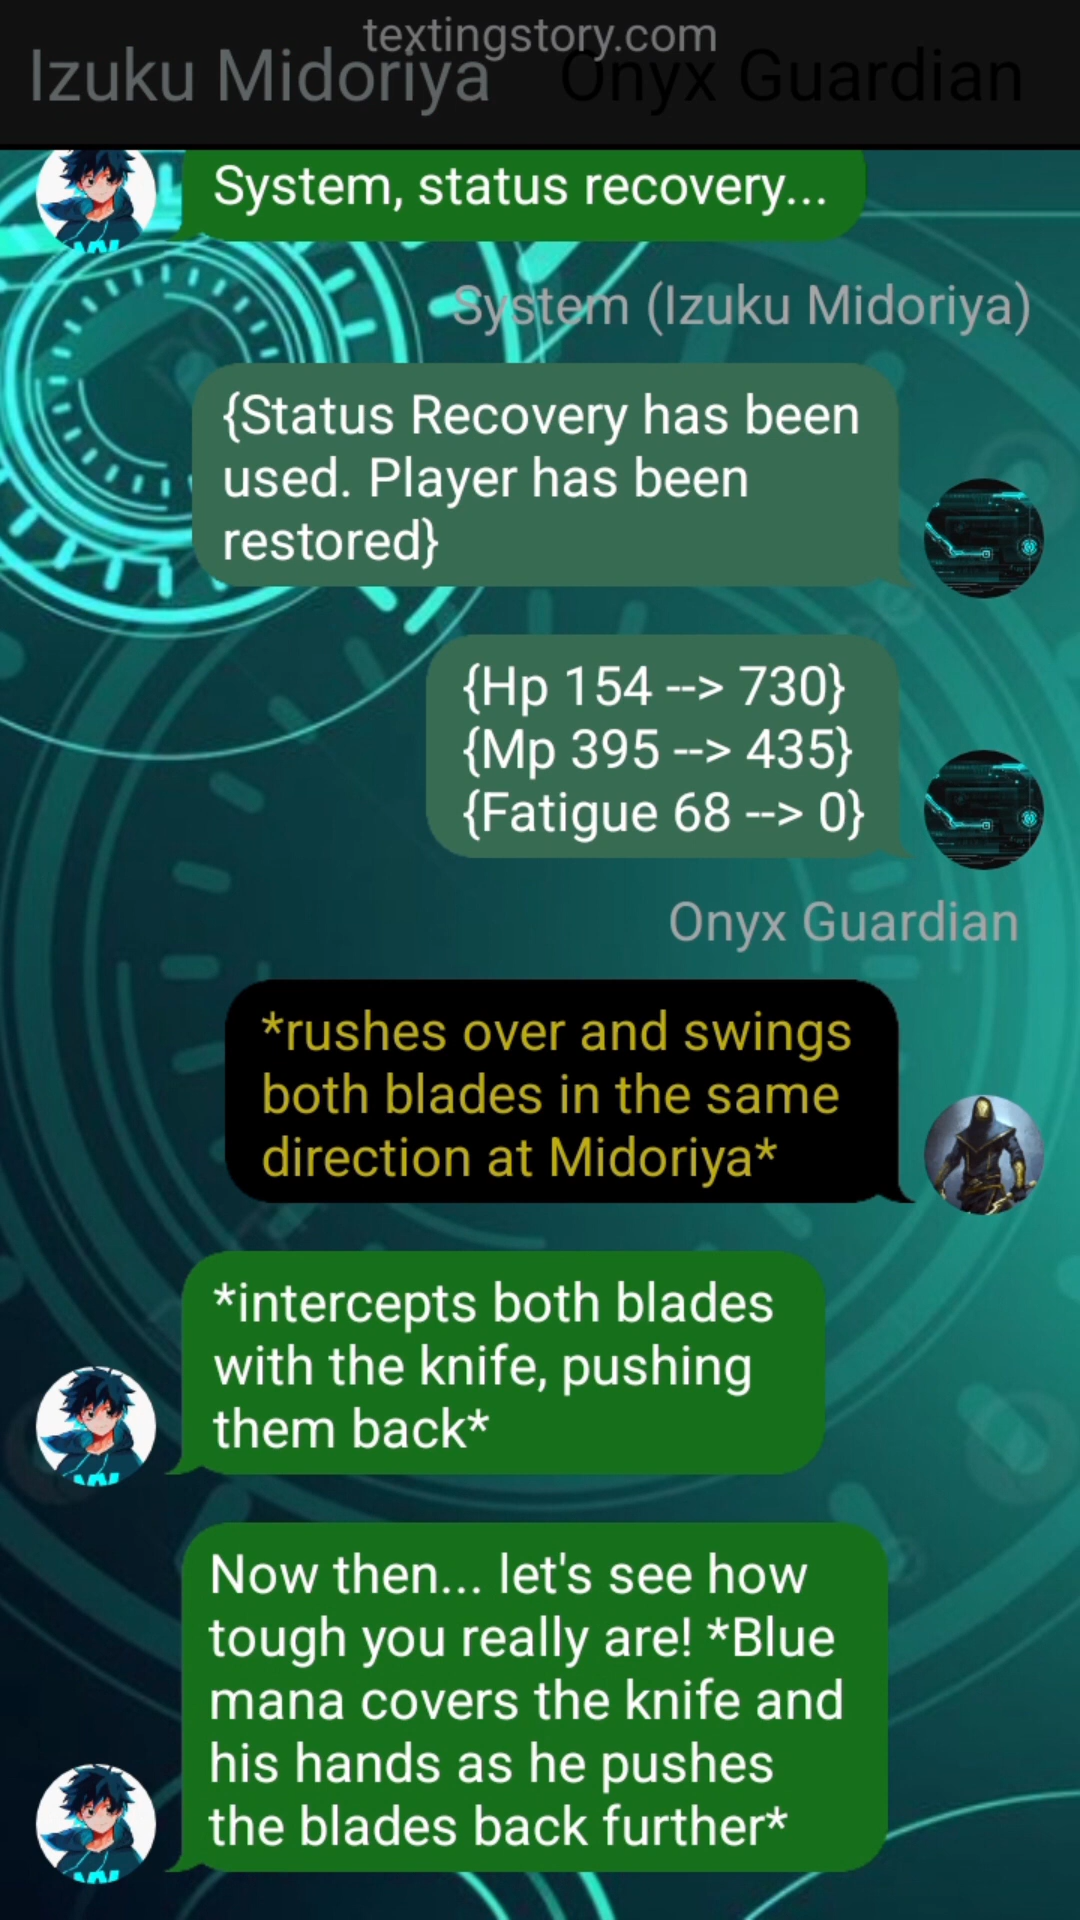 textingstory.com
Izuku Midoriya Onyx Guardian
System, status recovery...
System (Izuku Midoriya)
{Status Recovery has been
used. Player has been
restored}
{Hp 154 --> 730}
{Mp 395 --> 435}
{Fatigue 68 --> 0}
Onyx Guardian
*rushes over and swings
both blades in the same
direction at Midoriya*
*intercepts both blades
with the knife, pushing
them back*
Now then... let's see how
tough you really are! *Blue
mana covers the knife and
his hands as he pushes
the blades back further*